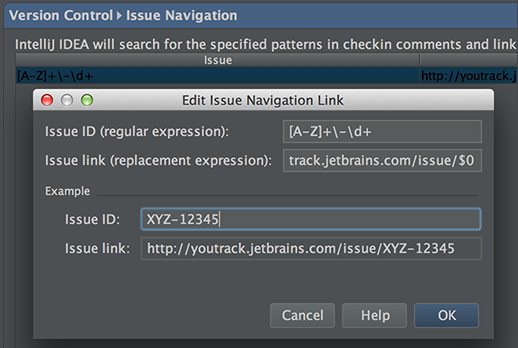 Version Control ▸ Issue Navigation
IntelliJ IDEA will search for the specified patterns in checkin comments and link
Issue
[A-Z]+\-\d+ http://youtrack.j
Edit Issue Navigation Link
Issue ID (regular expression): [A-Z]+\-\d+
Issue link (replacement expression): track.jetbrains.com/issue/$0
Example
Issue ID: XYZ-12345
Issue link: http://youtrack.jetbrains.com/issue/XYZ-12345
Cancel Help OK